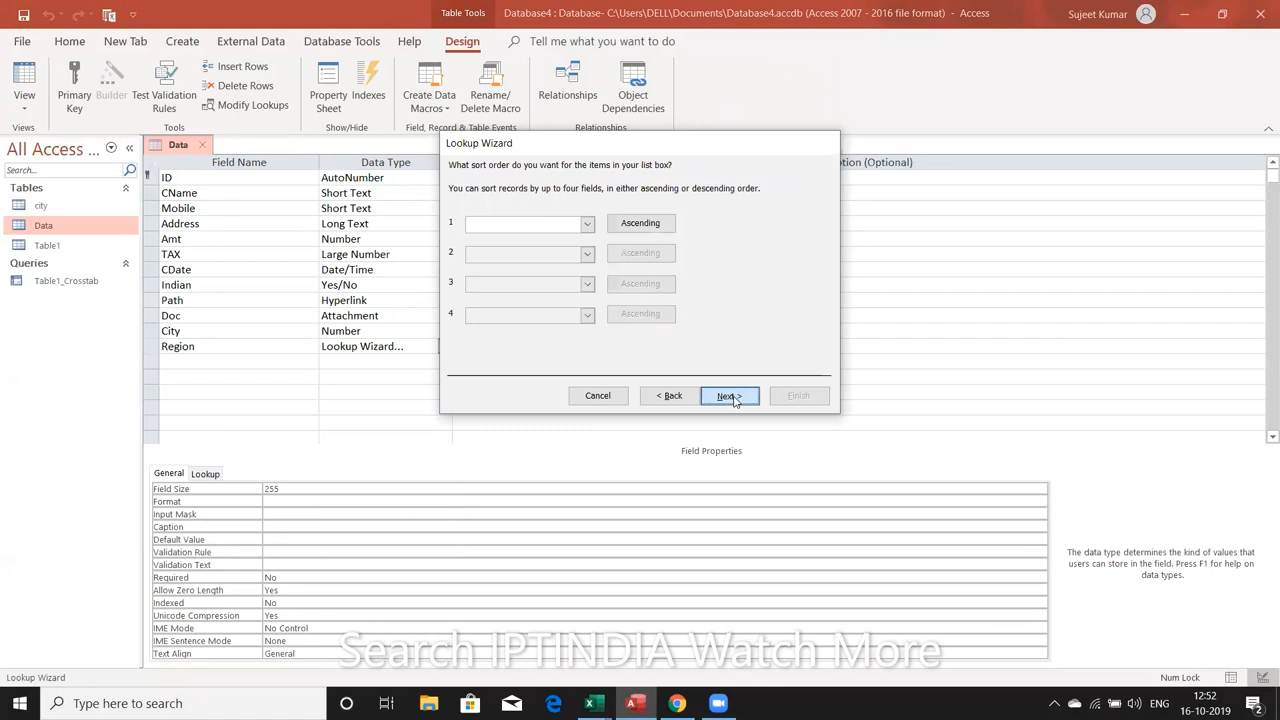 Table Tools
Database4 : Database- C:\Users\DELL\Documents\Database4.accdb (Access 2007 - 2016 file format) - Access
Sujeet Kumar
File Home New Tab Create External Data Database Tools Help Design Tell me what you want to do
View
Primary Key
Builder
Test Validation Rules
Insert Rows
Delete Rows
Modify Lookups
Property Sheet
Indexes
Create Data Macros
Rename/ Delete Macro
Relationships
Object Dependencies
Views Tools Show/Hide Field, Record & Table Events Relationships
All Access ...
Search...
Tables
city
Data
Table1
Queries
Table1_Crosstab
Data
Field Name Data Type ption (Optional)
ID AutoNumber
CName Short Text
Mobile Short Text
Address Long Text
Amt Number
TAX Large Number
CDate Date/Time
Indian Yes/No
Path Hyperlink
Doc Attachment
City Number
Region Lookup Wizard...
Lookup Wizard
What sort order do you want for the items in your list box?
You can sort records by up to four fields, in either ascending or descending order.
1 Ascending
2 Ascending
3 Ascending
4 Ascending
Cancel < Back Next > Finish
Field Properties
General Lookup
Field Size 255
Format
Input Mask
Caption
Default Value
Validation Rule
Validation Text
Required No
Allow Zero Length Yes
Indexed No
Unicode Compression Yes
IME Mode No Control
IME Sentence Mode None
Text Align General
The data type determines the kind of values that
users can store in the field. Press F1 for help on
data types.
Search IPTINDIA Watch More
Lookup Wizard
Num Lock
Type here to search
ENG
12:52
16-10-2019
2